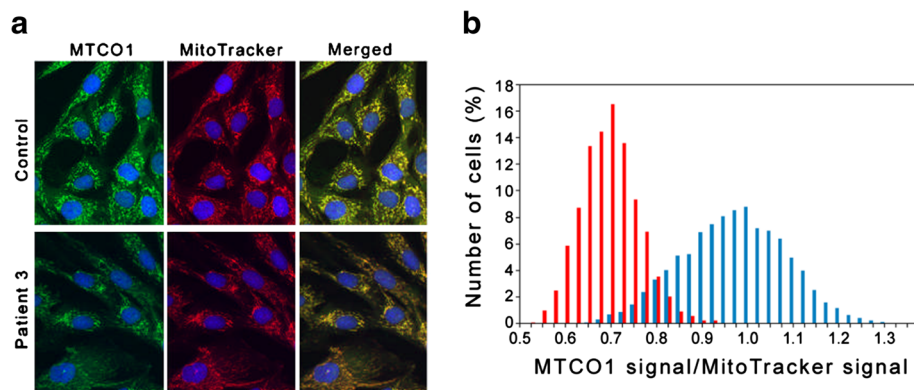 a
MTCO1 MitoTracker Merged
Control
Patient 3
b
Number of cells (%)
18
16
14
12
10
8
6
4
2
0
0.5 0.6 0.7 0.8 0.9 1.0 1.1 1.2 1.3
MTCO1 signal/MitoTracker signal